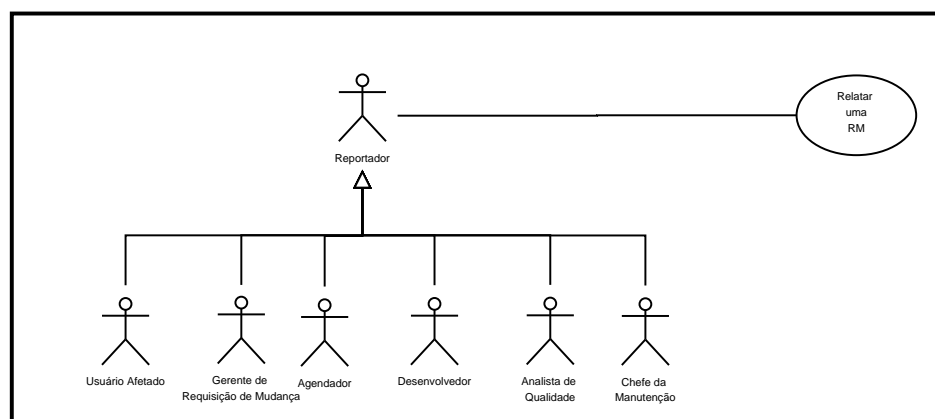 Relatar
uma
RM
Reportador
Usuário Afetado
Gerente de
Requisição de Mudança
Agendador
Desenvolvedor
Analista de
Qualidade
Chefe da
Manutenção